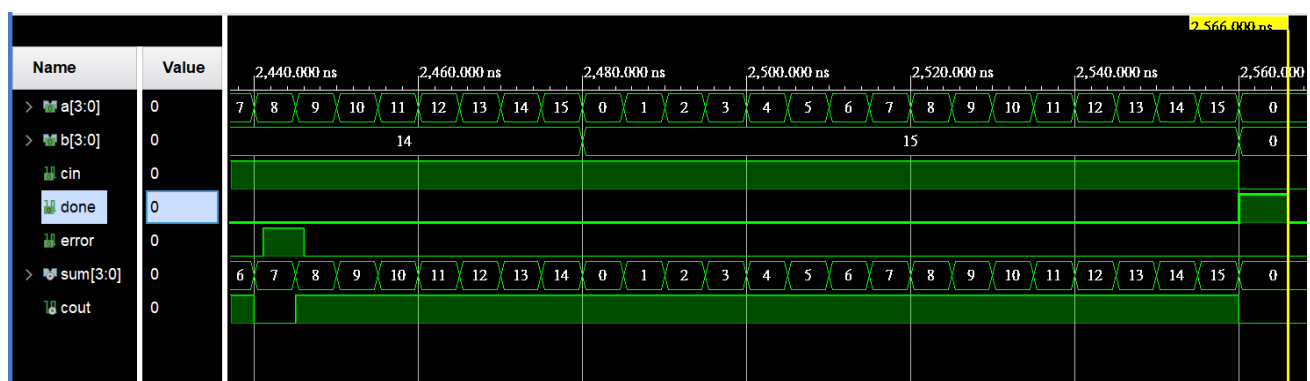 2,566.000 ns
Name Value 2,440.000 ns 2,460.000 ns 2,480.000 ns 2,500.000 ns 2,520.000 ns 2,540.000 ns 2,560.000
a[3:0] 0 7 8 9 10 11 12 13 14 15 0 1 2 3 4 5 6 7 8 9 10 11 12 13 14 15 0
b[3:0] 0 14 15 0
cin 0
done 0
error 0
sum[3:0] 0 6 7 8 9 10 11 12 13 14 0 1 2 3 4 5 6 7 8 9 10 11 12 13 14 15 0
cout 0